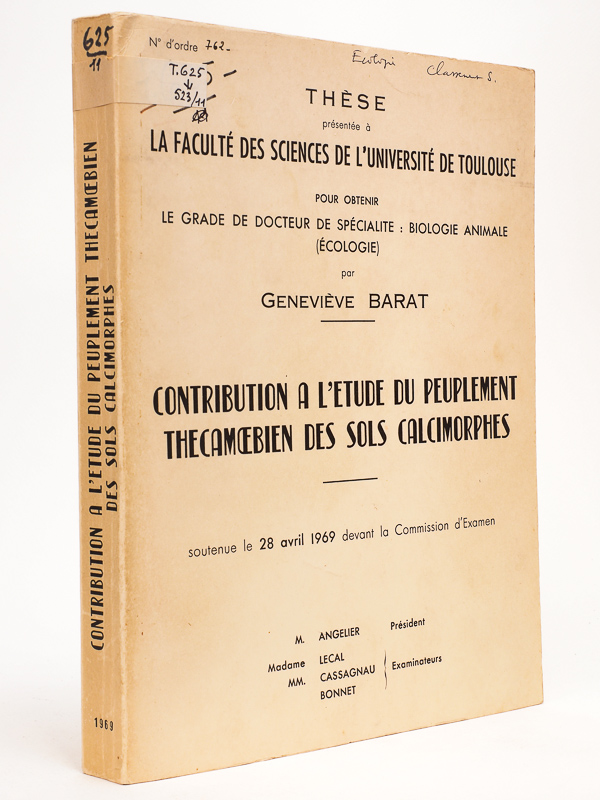 625
11
T.625
523/11
CONTRIBUTION A L'ETUDE DU PEUPLEMENT THECAMŒBIEN
DES SOLS CALCIMORPHES
1969
N° d'ordre 762-
Ecologie
THÈSE
présentée à
LA FACULTÉ DES SCIENCES DE L'UNIVERSITÉ DE TOULOUSE
POUR OBTENIR
LE GRADE DE DOCTEUR DE SPÉCIALITE : BIOLOGIE ANIMALE
(ÉCOLOGIE)
par
GENEVIÈVE BARAT
CONTRIBUTION A L'ETUDE DU PEUPLEMENT
THECAMŒBIEN DES SOLS CALCIMORPHES
soutenue le 28 avril 1969 devant la Commission d'Examen
M. ANGELIER Président
Madame LECAL
MM. CASSAGNAU Examinateurs
BONNET